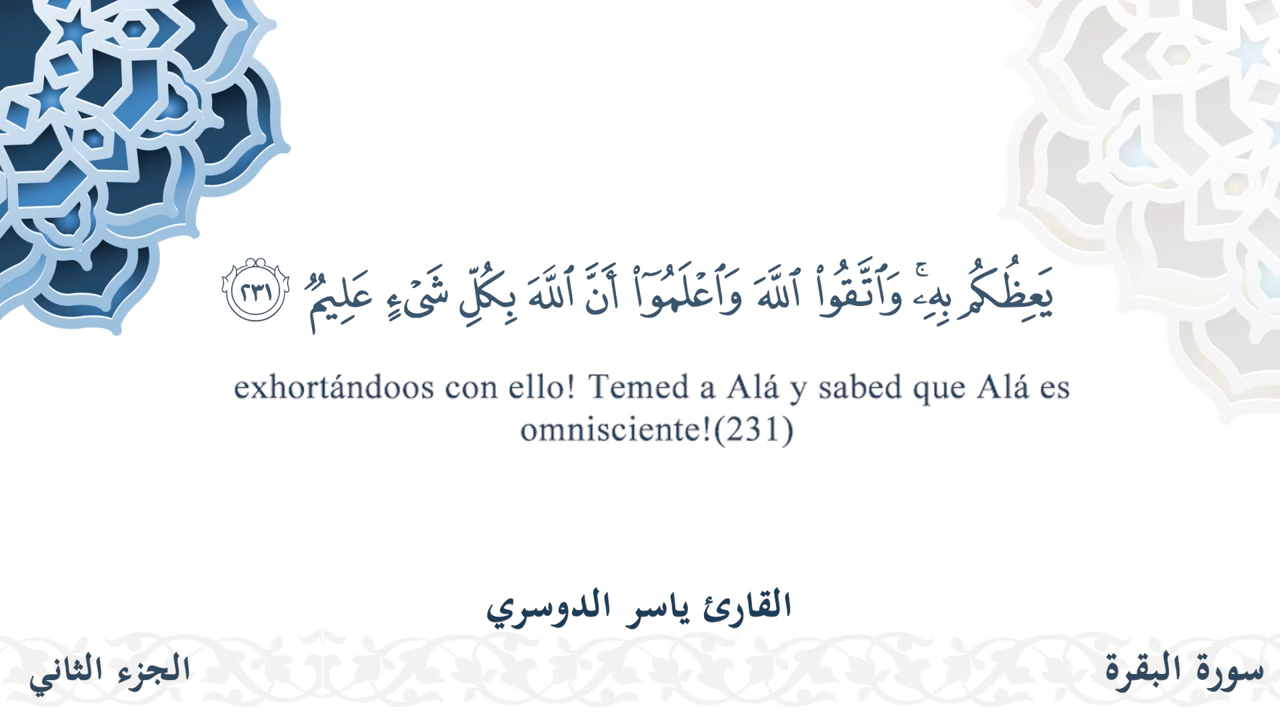 يَعِظُكُم بِهِۦۚ وَٱتَّقُوا۟ ٱللَّهَ وَٱعْلَمُوٓا۟ أَنَّ ٱللَّهَ بِكُلِّ شَىْءٍ عَلِيمٌۭ ٢٣١
exhortándoos con ello! Temed a Alá y sabed que Alá es
omnisciente!(231)
القارئ ياسر الدوسري
سورة البقرة
الجزء الثاني